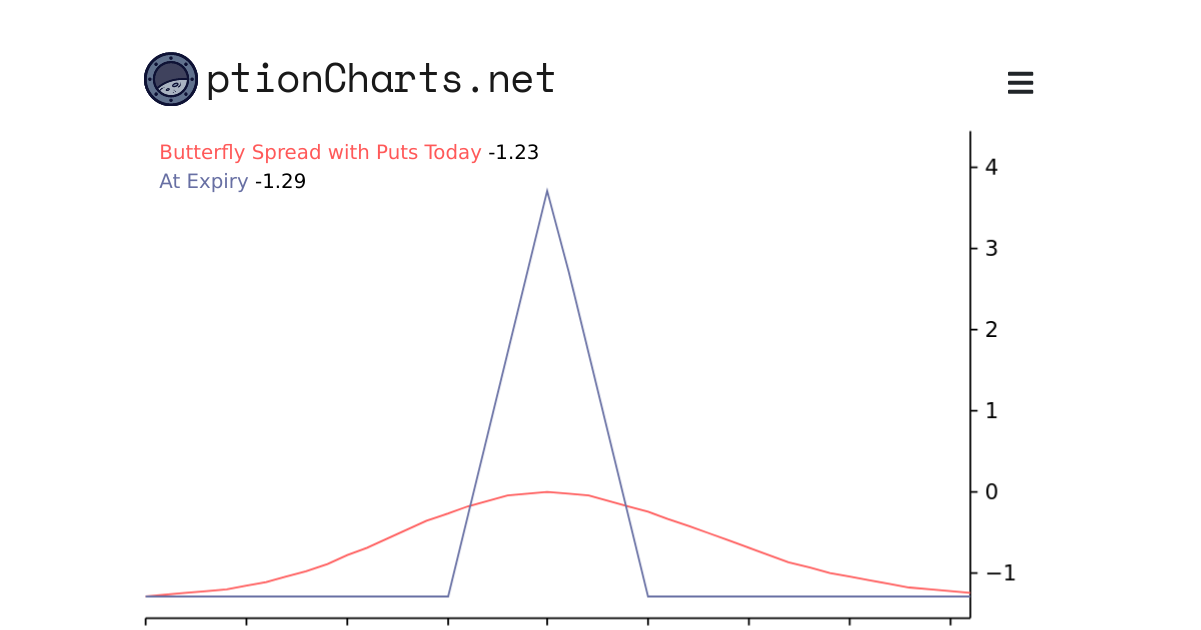 ptionCharts.net
Butterfly Spread with Puts Today -1.23
At Expiry -1.29
4
3
2
1
0
−1